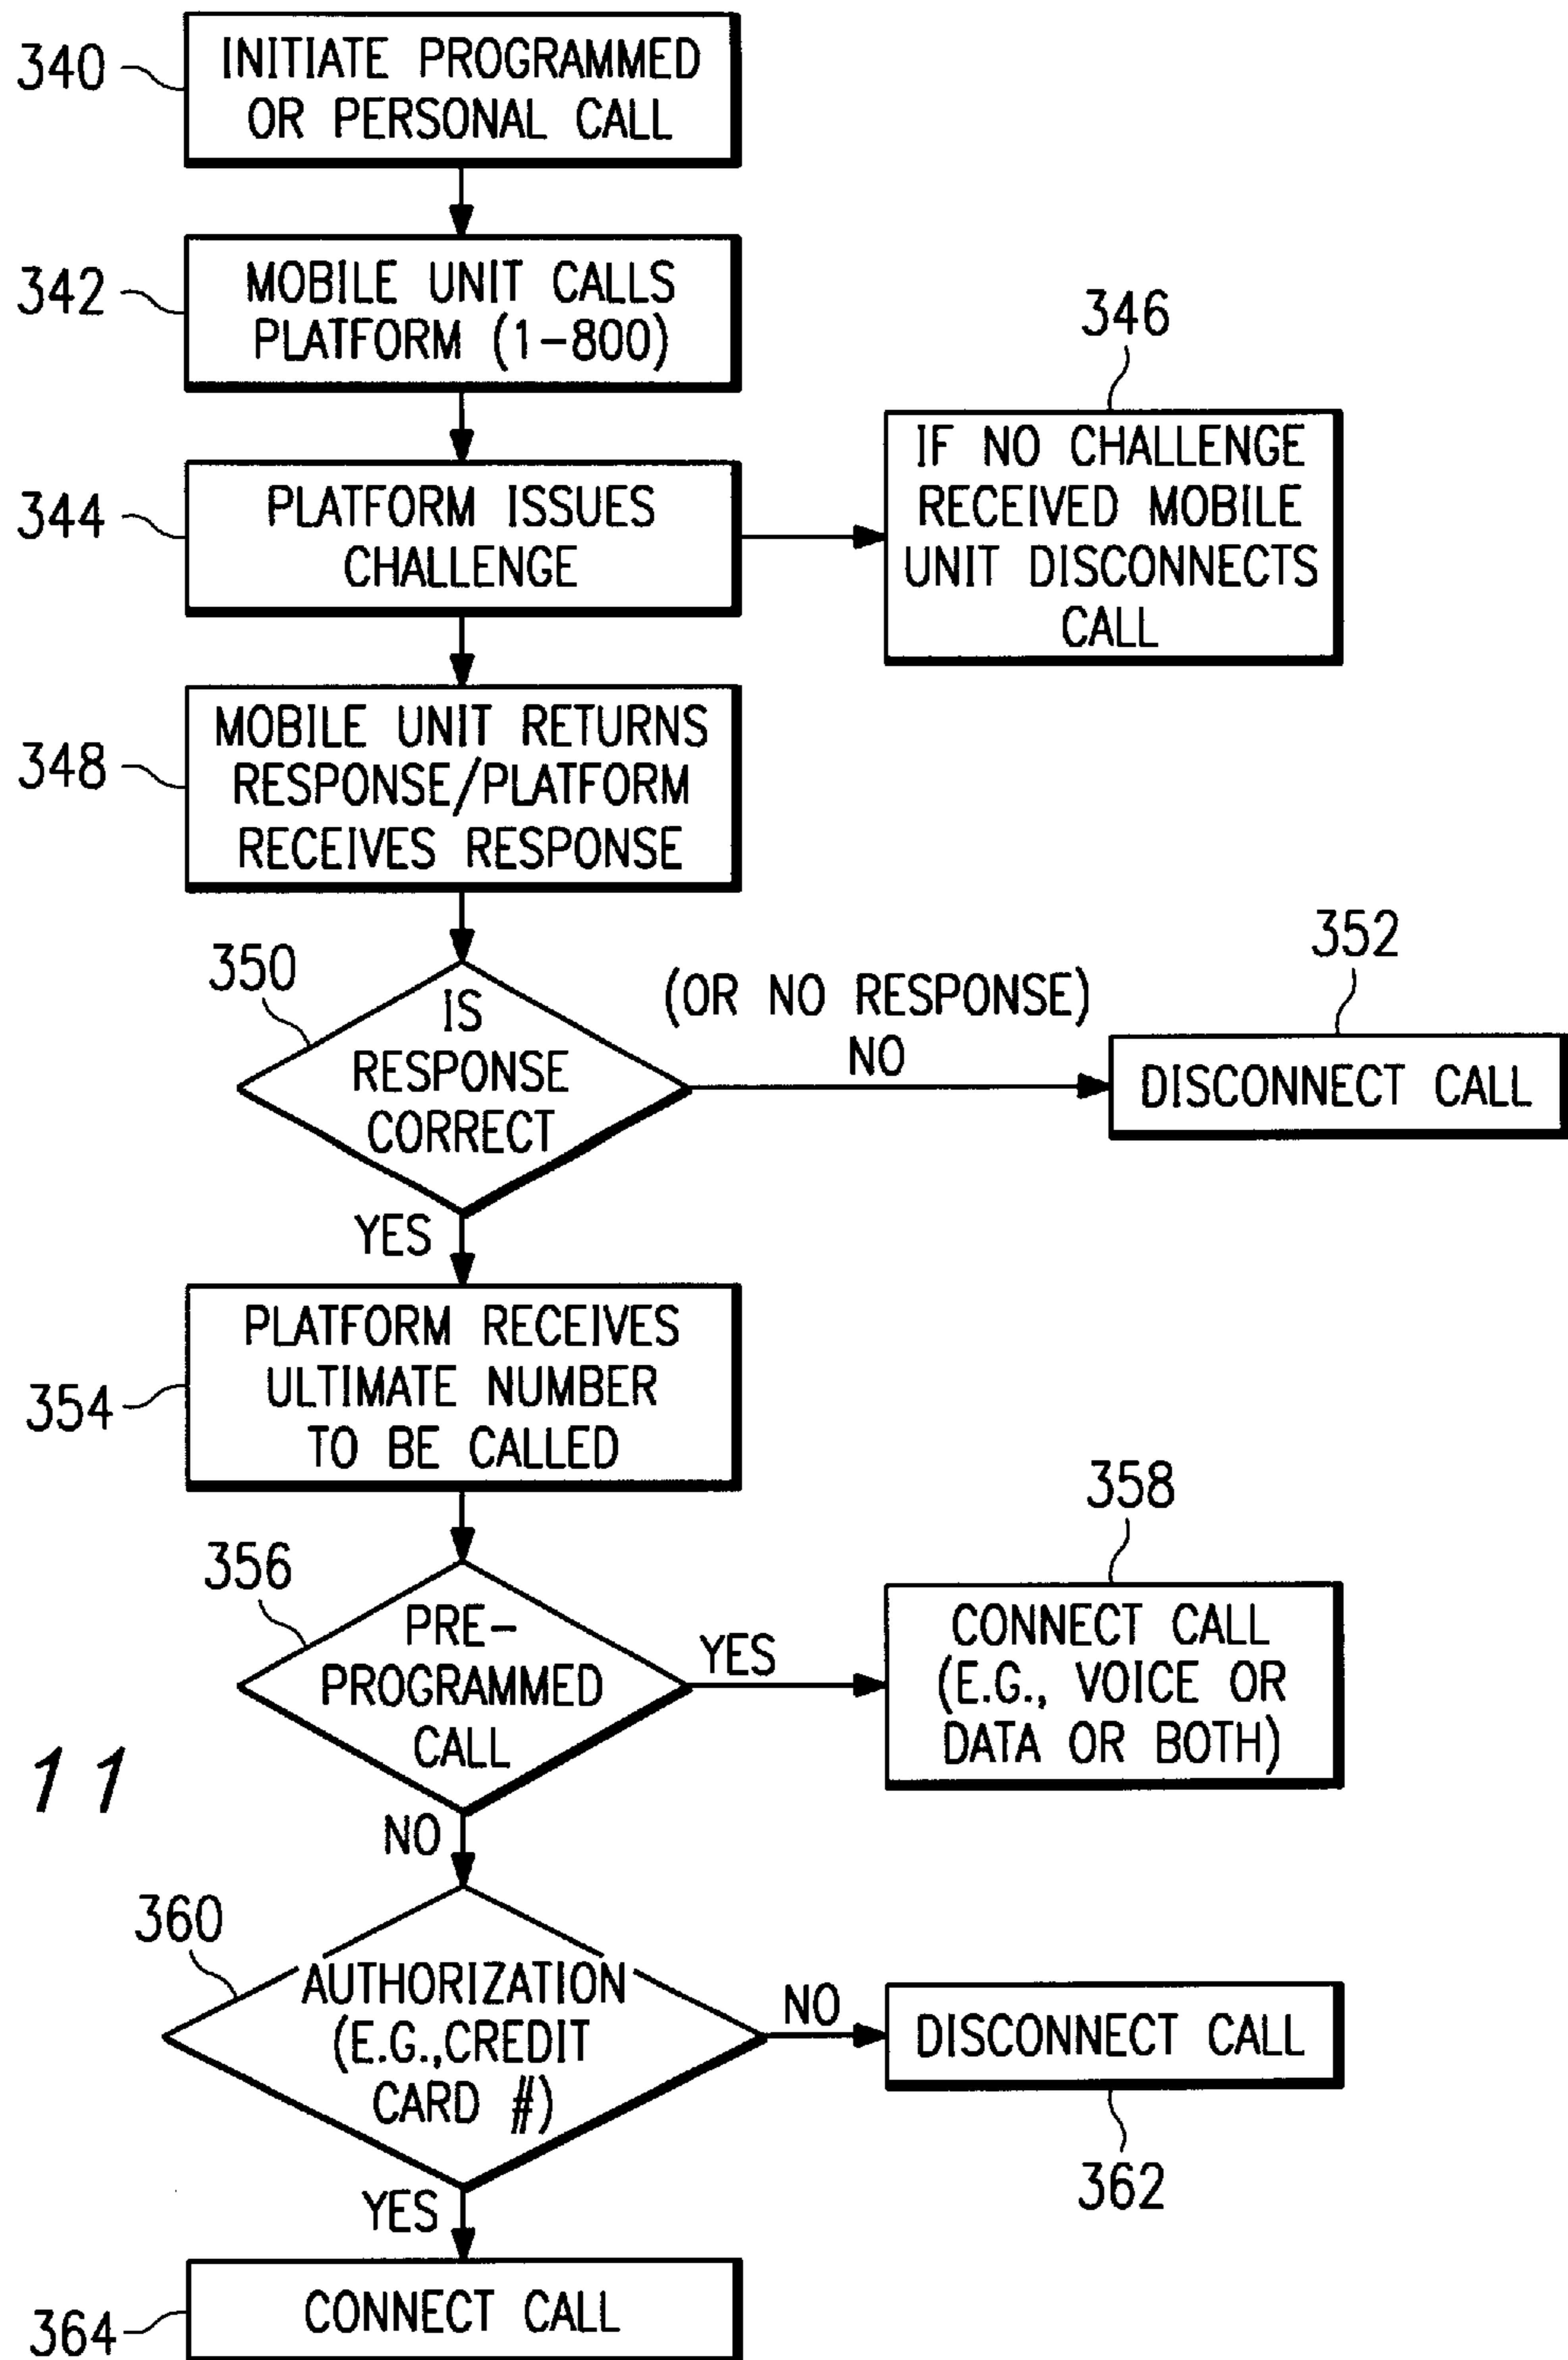 340
INITIATE PROGRAMMED
OR PERSONAL CALL
342
MOBILE UNIT CALLS
PLATFORM (1-800)
344
PLATFORM ISSUES
CHALLENGE
346
IF NO CHALLENGE
RECEIVED MOBILE
UNIT DISCONNECTS
CALL
348
MOBILE UNIT RETURNS
RESPONSE/PLATFORM
RECEIVES RESPONSE
350
IS
RESPONSE
CORRECT
(OR NO RESPONSE)
NO
352
DISCONNECT CALL
YES
354
PLATFORM RECEIVES
ULTIMATE NUMBER
TO BE CALLED
356
PRE-
PROGRAMMED
CALL
YES
358
CONNECT CALL
(E.G., VOICE OR
DATA OR BOTH)
11
NO
360
AUTHORIZATION
(E.G.,CREDIT
CARD #)
NO
DISCONNECT CALL
362
YES
364
CONNECT CALL